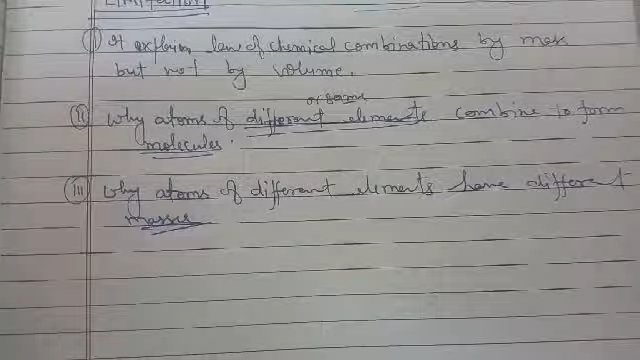 Limitation
(i) It explains law of chemical combinations by mass
but not by volume.
or same
(ii) Why atoms of different elements combine to form
molecules.
(iii) Why atoms of different elements have different
masses